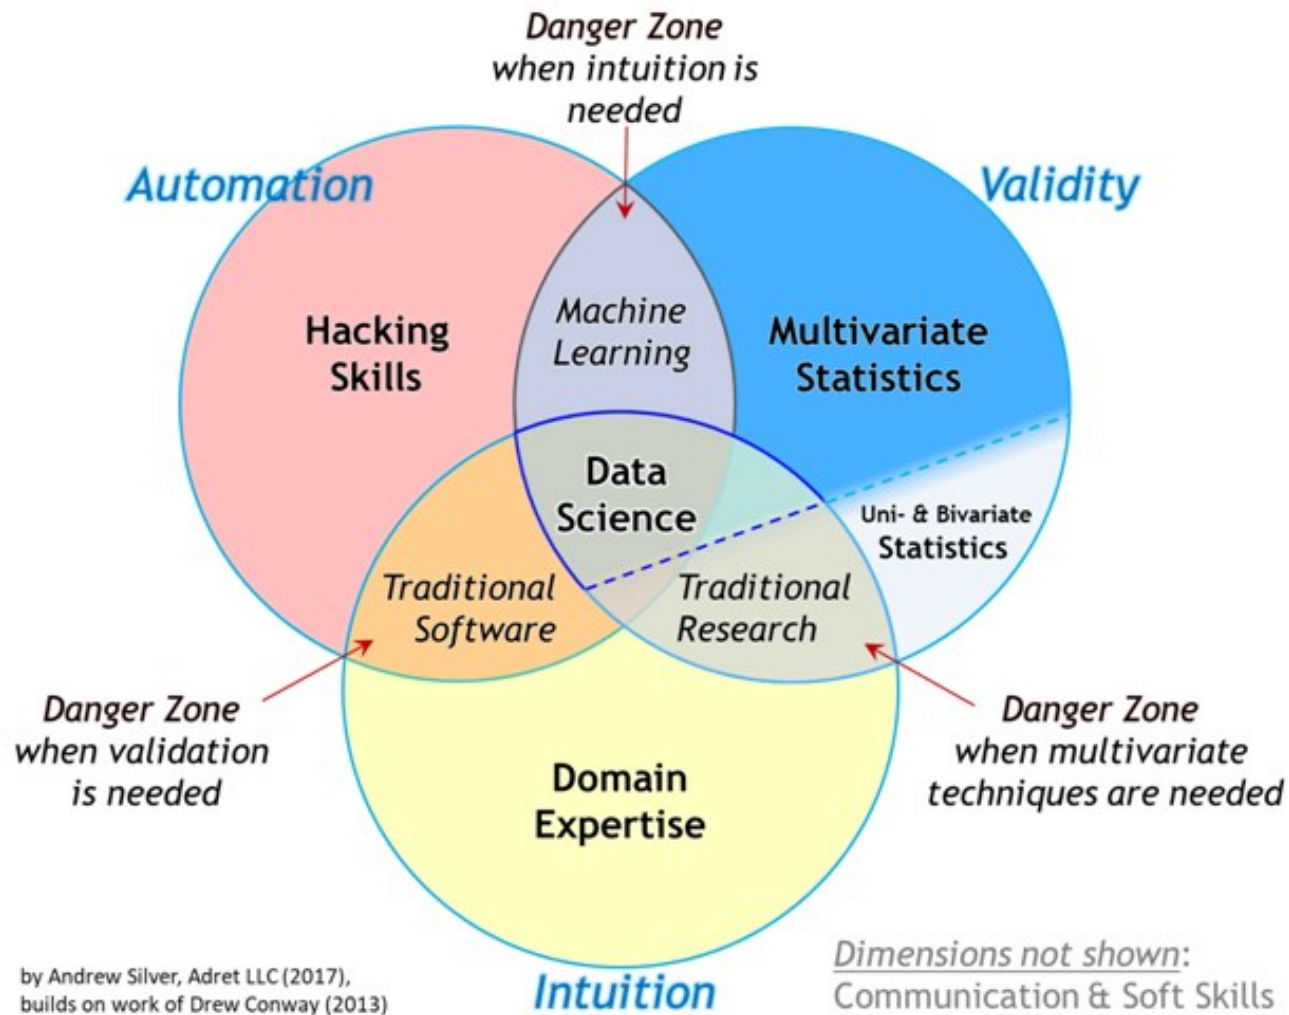 Danger Zone
when intuition is
needed
Automation
Validity
Hacking
Skills
Machine
Learning
Multivariate
Statistics
Data
Science
Uni- & Bivariate
Statistics
Traditional
Software
Traditional
Research
Danger Zone
when validation
is needed
Danger Zone
when multivariate
techniques are needed
Domain
Expertise
Intuition
by Andrew Silver, Adret LLC (2017),
builds on work of Drew Conway (2013)
Dimensions not shown:
Communication & Soft Skills